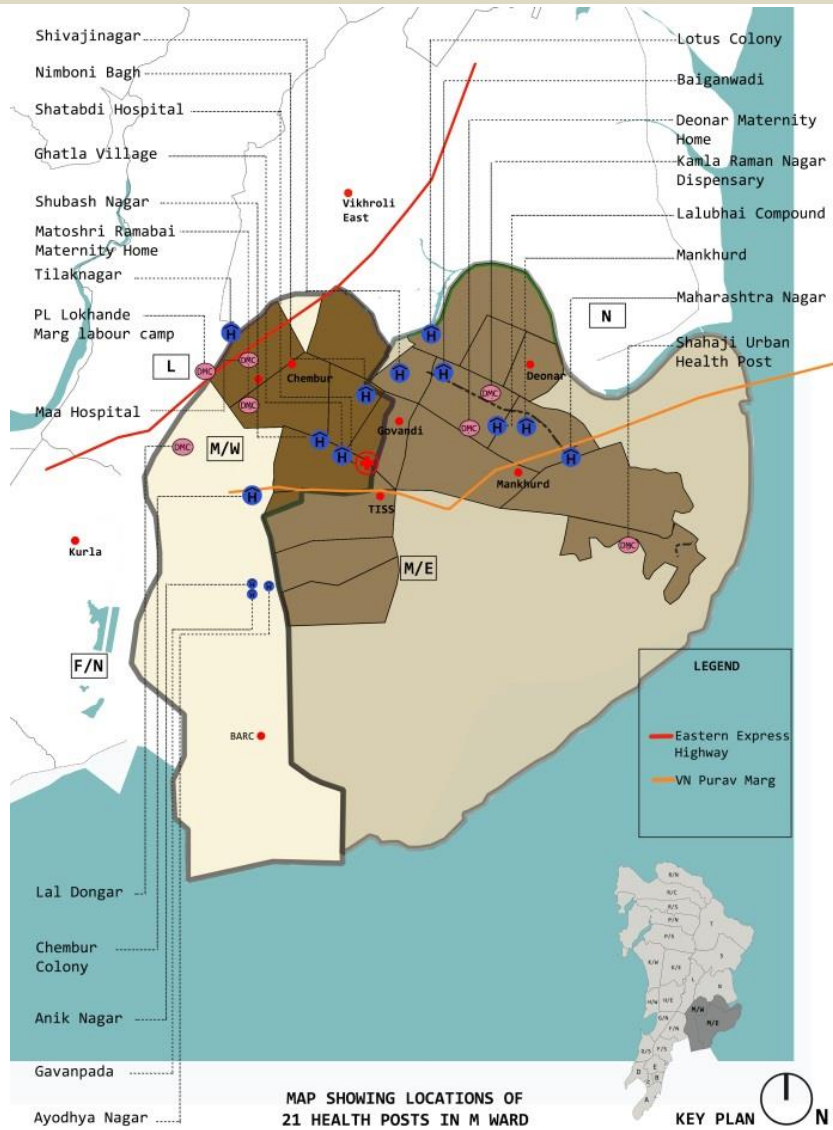 Shivajinagar
Nimboni Bagh
Shatabdi Hospital
Ghatla Village
Shubash Nagar
Matoshri Ramabai
Maternity Home
Tilaknagar
PL Lokhande
Marg labour camp
Maa Hospital
Lotus Colony
Baiganwadi
Deonar Maternity
Home
Kamla Raman Nagar
Dispensary
Lalubhai Compound
Mankhurd
Maharashtra Nagar
Shahaji Urban
Health Post
Vikhroli
East
N
L
H
H
DMC
DMC
Chembur
H
H
Deonar
H
DMC
DMC
Govandi
DMC
H
H
M/W
DMC
H
H
H
Mankhurd
H
TISS
DMC
Kurla
M/E
H
H
H
F/N
BARC
LEGEND
Eastern Express
Highway
VN Purav Marg
Lal Dongar
Chembur
Colony
Anik Nagar
Gavanpada
Ayodhya Nagar
R/N
R/C
R/S
P/N
P/S
T
K/W
K/E
S
L
N
H/W
H/E
M/W
M/E
G/N
F/N
G/S
F/S
D
E
C
B
A
MAP SHOWING LOCATIONS OF
21 HEALTH POSTS IN M WARD
KEY PLAN
N